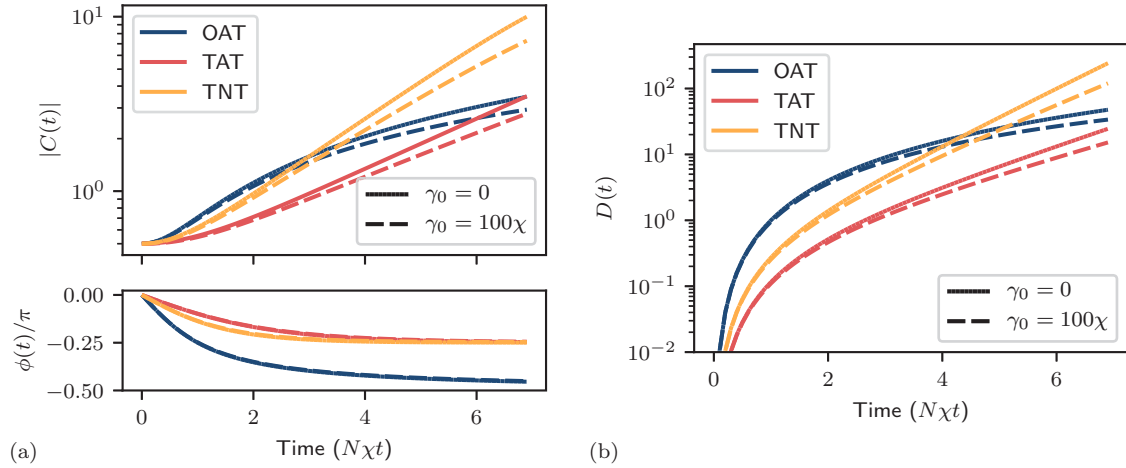 10^1
10^0
|C(t)|
OAT
TAT
TNT
γ_0 = 0
γ_0 = 100χ
0.00
−0.25
−0.50
ϕ(t)/π
0 2 4 6
Time (Nχt)
(a)
10^2
10^1
10^0
10^−1
10^−2
D(t)
OAT
TAT
TNT
γ_0 = 0
γ_0 = 100χ
0 2 4 6
Time (Nχt)
(b)